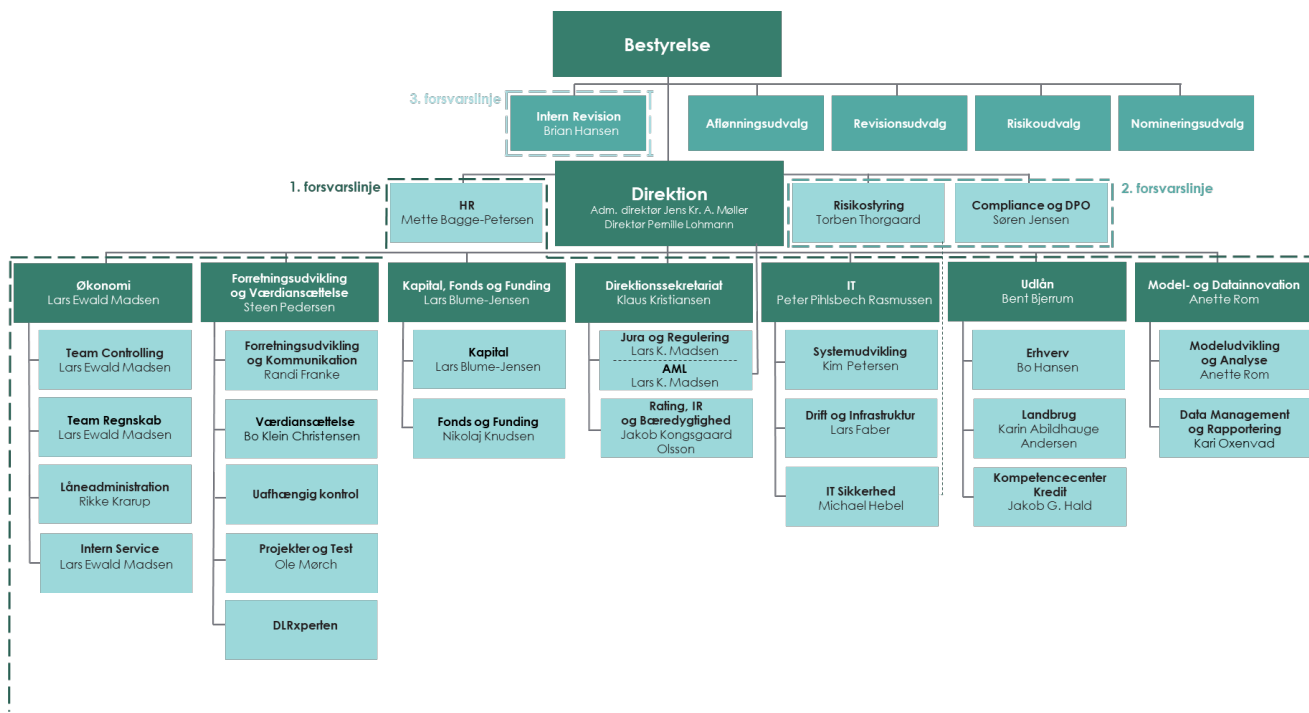 Bestyrelse
3. forsvarslinje
Intern Revision
Brian Hansen
Aflønningsudvalg
Revisionsudvalg
Risikoudvalg
Nomineringsudvalg
1. forsvarslinje
HR
Mette Bagge-Petersen
Direktion
Adm. direktør Jens Kr. A. Møller
Direktør Pernille Lohmann
Risikostyring
Torben Thorgaard
Compliance og DPO
Søren Jensen
2. forsvarslinje
Økonomi
Lars Ewald Madsen
Team Controlling
Lars Ewald Madsen
Team Regnskab
Lars Ewald Madsen
Låneadministration
Rikke Krarup
Intern Service
Lars Ewald Madsen
Forretningsudvikling
og Værdiansættelse
Steen Pedersen
Forretningsudvikling
og Kommunikation
Randi Franke
Værdiansættelse
Bo Klein Christensen
Uafhængig kontrol
Projekter og Test
Ole Mørch
DLRxperten
Kapital, Fonds og Funding
Lars Blume-Jensen
Kapital
Lars Blume-Jensen
Fonds og Funding
Nikolaj Knudsen
Direktionssekretariat
Klaus Kristiansen
Jura og Regulering
Lars K. Madsen
AML
Lars K. Madsen
Rating, IR
og Bæredygtighed
Jakob Kongsgaard
Olsson
IT
Peter Pihlsbech Rasmussen
Systemudvikling
Kim Petersen
Drift og Infrastruktur
Lars Faber
IT Sikkerhed
Michael Hebel
Udlån
Bent Bjerrum
Erhverv
Bo Hansen
Landbrug
Karin Abildhauge
Andersen
Kompetencecenter
Kredit
Jakob G. Hald
Model- og Datainnovation
Anette Rom
Modeludvikling
og Analyse
Anette Rom
Data Management
og Rapportering
Kari Oxenvad